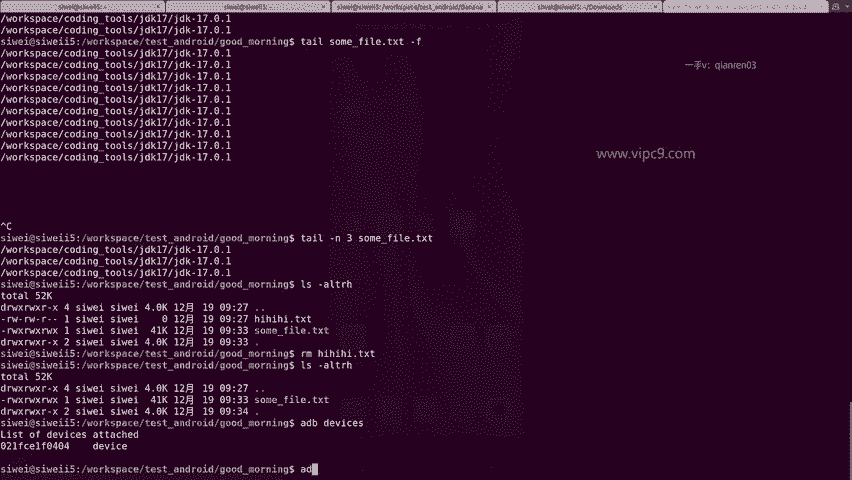 siwei@siwei5: ~
siwei@siwei5: ~
siwei@siwei5: /workspace/test_android/banana
siwei@siwei5: ~/Downloads
/workspace/coding_tools/jdk17/jdk-17.0.1
/workspace/coding_tools/jdk17/jdk-17.0.1
siwei@siweii5:/workspace/test_android/good_morning$ tail some_file.txt -f
/workspace/coding_tools/jdk17/jdk-17.0.1
/workspace/coding_tools/jdk17/jdk-17.0.1
/workspace/coding_tools/jdk17/jdk-17.0.1
/workspace/coding_tools/jdk17/jdk-17.0.1
/workspace/coding_tools/jdk17/jdk-17.0.1
/workspace/coding_tools/jdk17/jdk-17.0.1
/workspace/coding_tools/jdk17/jdk-17.0.1
/workspace/coding_tools/jdk17/jdk-17.0.1
/workspace/coding_tools/jdk17/jdk-17.0.1
/workspace/coding_tools/jdk17/jdk-17.0.1
一手v：qianren03
www.vipc9.com
^C
siwei@siweii5:/workspace/test_android/good_morning$ tail -n 3 some_file.txt
/workspace/coding_tools/jdk17/jdk-17.0.1
/workspace/coding_tools/jdk17/jdk-17.0.1
/workspace/coding_tools/jdk17/jdk-17.0.1
siwei@siweii5:/workspace/test_android/good_morning$ ls -altrh
total 52K
drwxrwxr-x 4 siwei siwei 4.0K 12月 19 09:27 ..
-rw-rw-r-- 1 siwei siwei    0 12月 19 09:27 hihihi.txt
-rwxrwxrwx 1 siwei siwei  41K 12月 19 09:33 some_file.txt
drwxrwxr-x 2 siwei siwei 4.0K 12月 19 09:33 .
siwei@siweii5:/workspace/test_android/good_morning$ rm hihihi.txt
siwei@siweii5:/workspace/test_android/good_morning$ ls -altrh
total 52K
drwxrwxr-x 4 siwei siwei 4.0K 12月 19 09:27 ..
-rwxrwxrwx 1 siwei siwei  41K 12月 19 09:33 some_file.txt
drwxrwxr-x 2 siwei siwei 4.0K 12月 19 09:34 .
siwei@siweii5:/workspace/test_android/good_morning$ adb devices
List of devices attached
021fce1f0404    device
siwei@siweii5:/workspace/test_android/good_morning$ ad